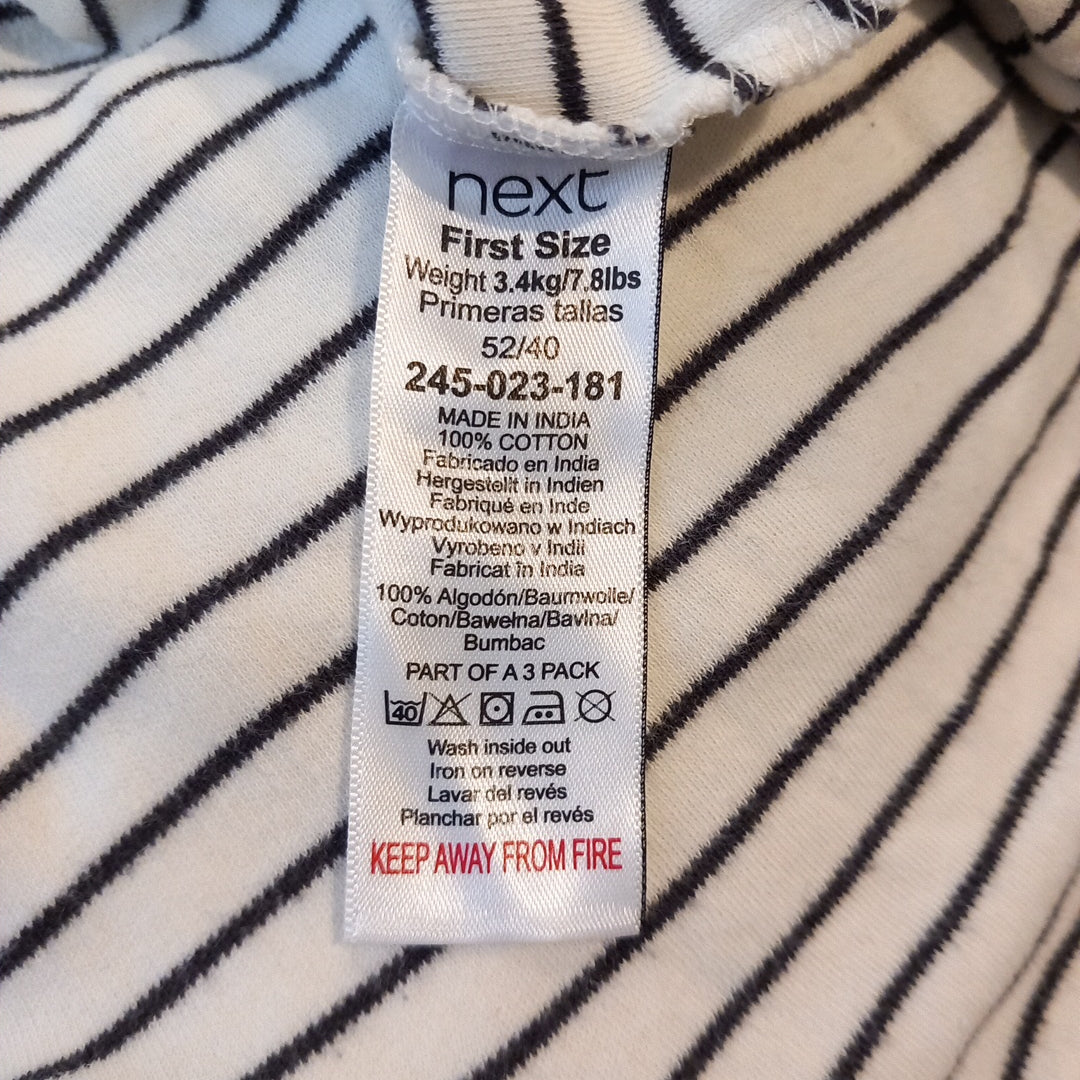 next
First Size
Weight 3.4kg/7.8lbs
Primeras tallas
52/40
245-023-181
MADE IN INDIA
100% COTTON
Fabricado en India
Hergestellt in Indien
Fabriqué en Inde
Wyprodukowano w Indiach
Vyrobeno v Indii
Fabricat în India
100% Algodón/Baumwolle/
Coton/Bawełna/Bavlna/
Bumbac
PART OF A 3 PACK
40
Wash inside out
Iron on reverse
Lavar del revés
Planchar por el revés
KEEP AWAY FROM FIRE